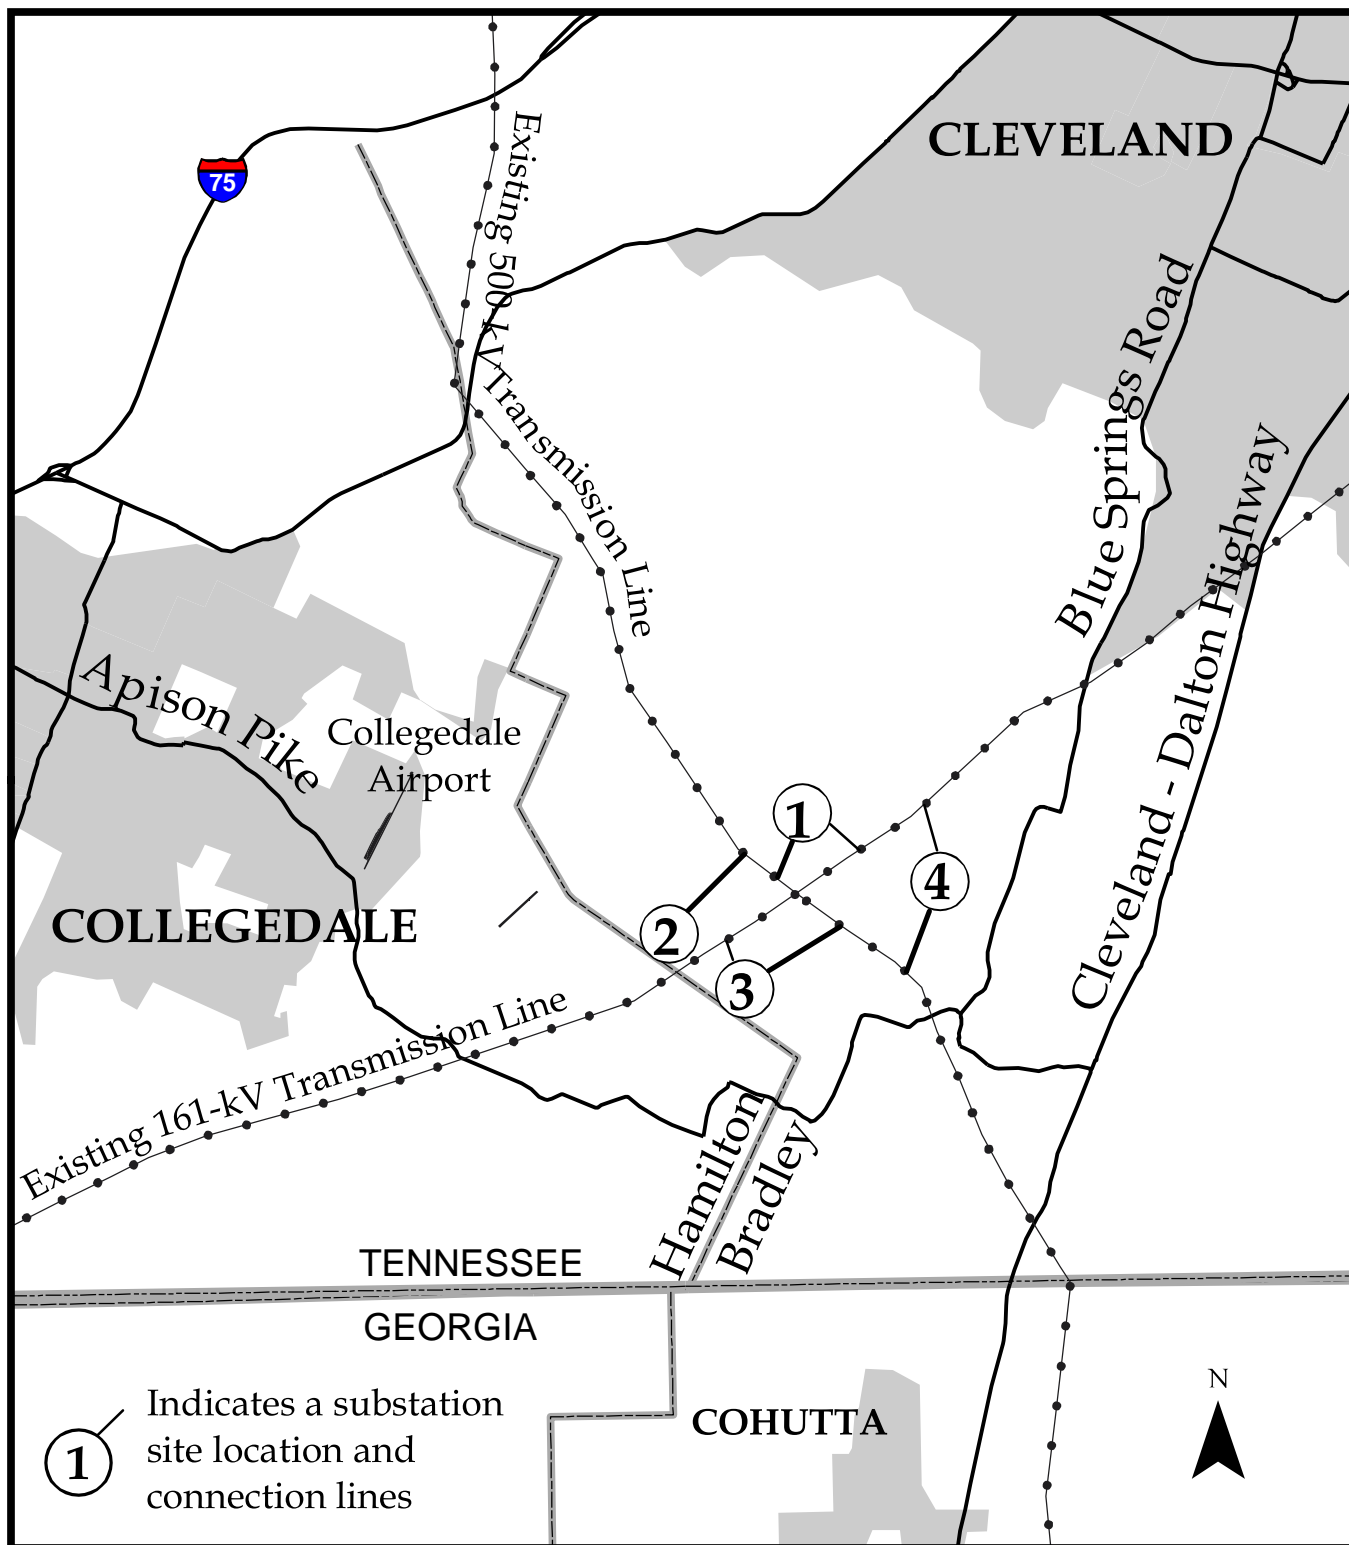 CLEVELAND
75
Existing 500-kV Transmission Line
Blue Springs Road
Cleveland - Dalton Highway
Apison Pike
Collegedale
Airport
1
4
2
COLLEGEDALE
3
Existing 161-kV Transmission Line
Hamilton
Bradley
TENNESSEE
GEORGIA
N
COHUTTA
1
Indicates a substation
site location and
connection lines